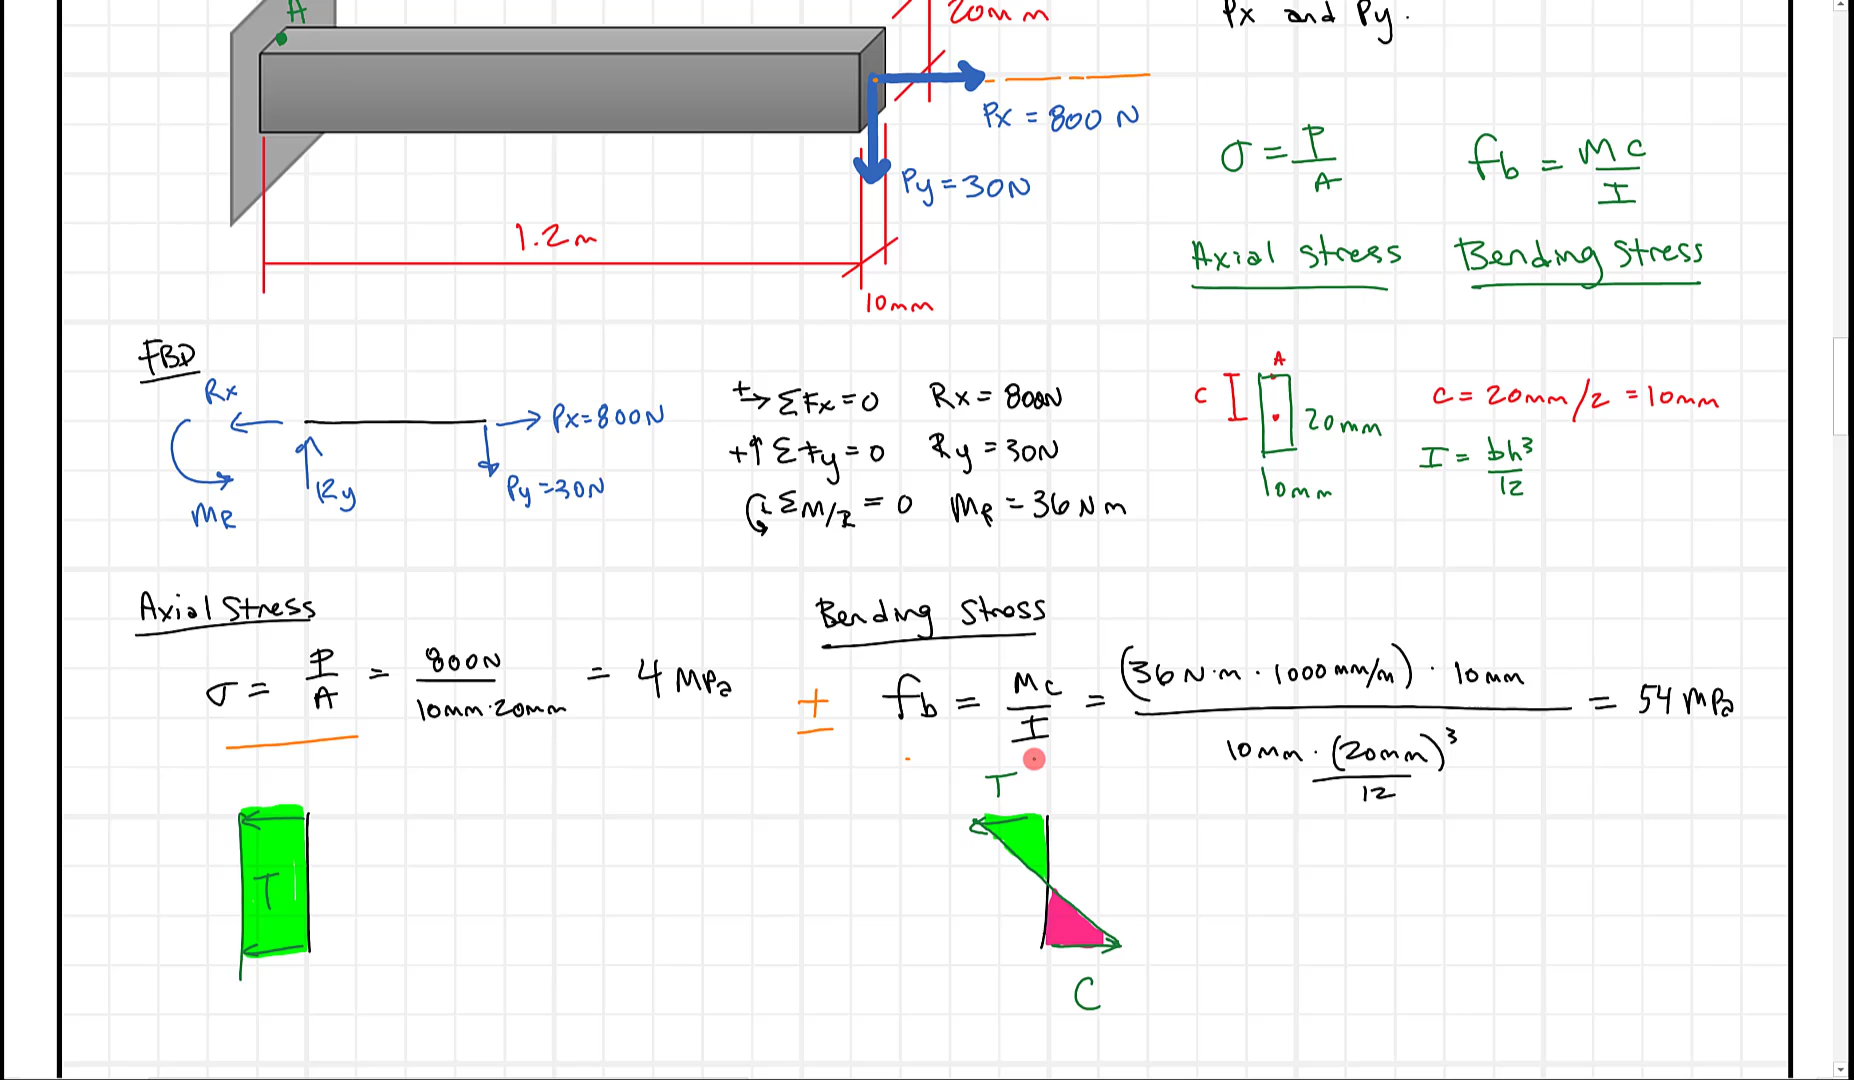 A
20mm
Px and Py.
Px = 800 N
Py = 30N
1.2m
10mm
σ = P/A
fb = Mc/I
Axial Stress
Bending Stress
FBD
Rx
Px = 800N
Ry
Py = 30N
MR
+→ ΣFx = 0 Rx = 800N
+↑ Σfy = 0 Ry = 30N
ΣM/R = 0 MR = 36 Nm
A
C
20mm
10mm
C = 20mm/2 = 10mm
I = bh³/12
Axial Stress
σ = P/A = 800N/10mm·20mm = 4 MPa
±
Bending Stress
fb = Mc/I = (36 N·m · 1000 mm/m) · 10mm / 10mm · (20mm)³/12 = 54 MPa
T
T
C